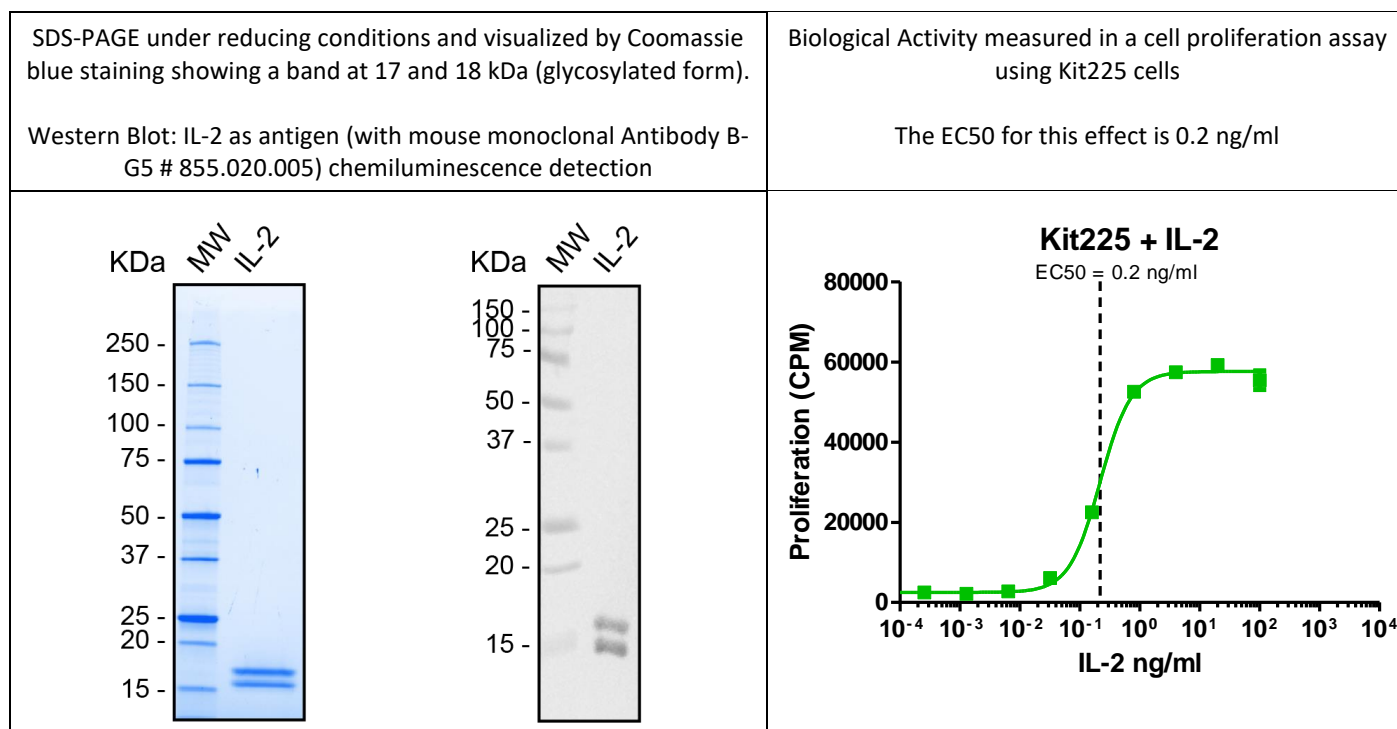 SDS-PAGE under reducing conditions and visualized by Coomassie
blue staining showing a band at 17 and 18 kDa (glycosylated form).
Western Blot: IL-2 as antigen (with mouse monoclonal Antibody B-
G5 # 855.020.005) chemiluminescence detection
Biological Activity measured in a cell proliferation assay
using Kit225 cells
The EC50 for this effect is 0.2 ng/ml
KDa MW IL-2
250 -
150 -
100 -
75 -
50 -
37 -
25 -
20 -
15 -
KDa MW IL-2
150 -
100 -
75 -
50 -
37 -
25 -
20 -
15 -
Kit225 + IL-2
EC50 = 0.2 ng/ml
Proliferation (CPM)
80000
60000
40000
20000
0
10⁻⁴ 10⁻³ 10⁻² 10⁻¹ 10⁰ 10¹ 10² 10³ 10⁴
IL-2 ng/ml